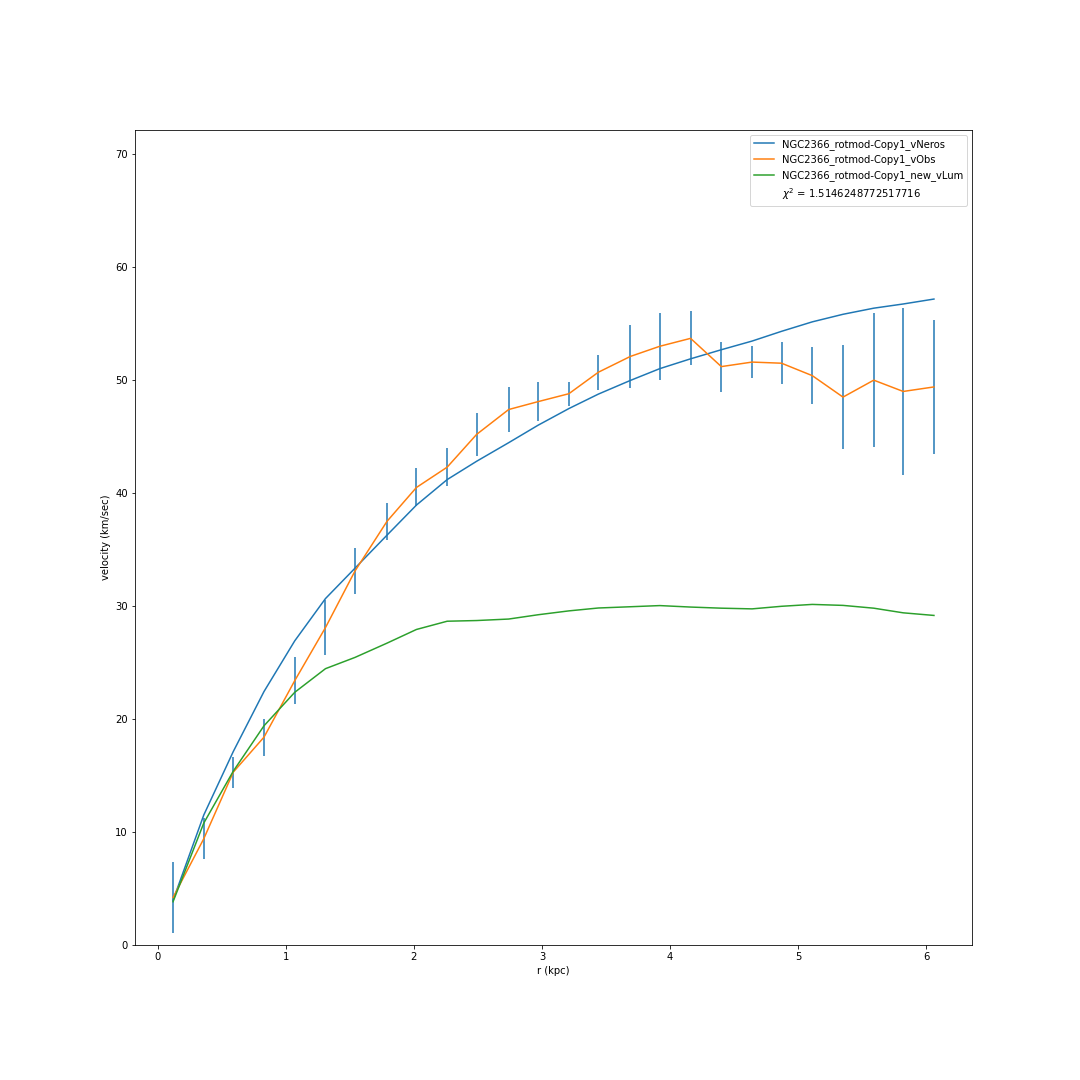 NGC2366_rotmod-Copy1_vNeros
NGC2366_rotmod-Copy1_vObs
NGC2366_rotmod-Copy1_new_vLum
χ² = 1.5146248772517716
70
60
50
40
30
20
10
0
velocity (km/sec)
0 1 2 3 4 5 6
r (kpc)